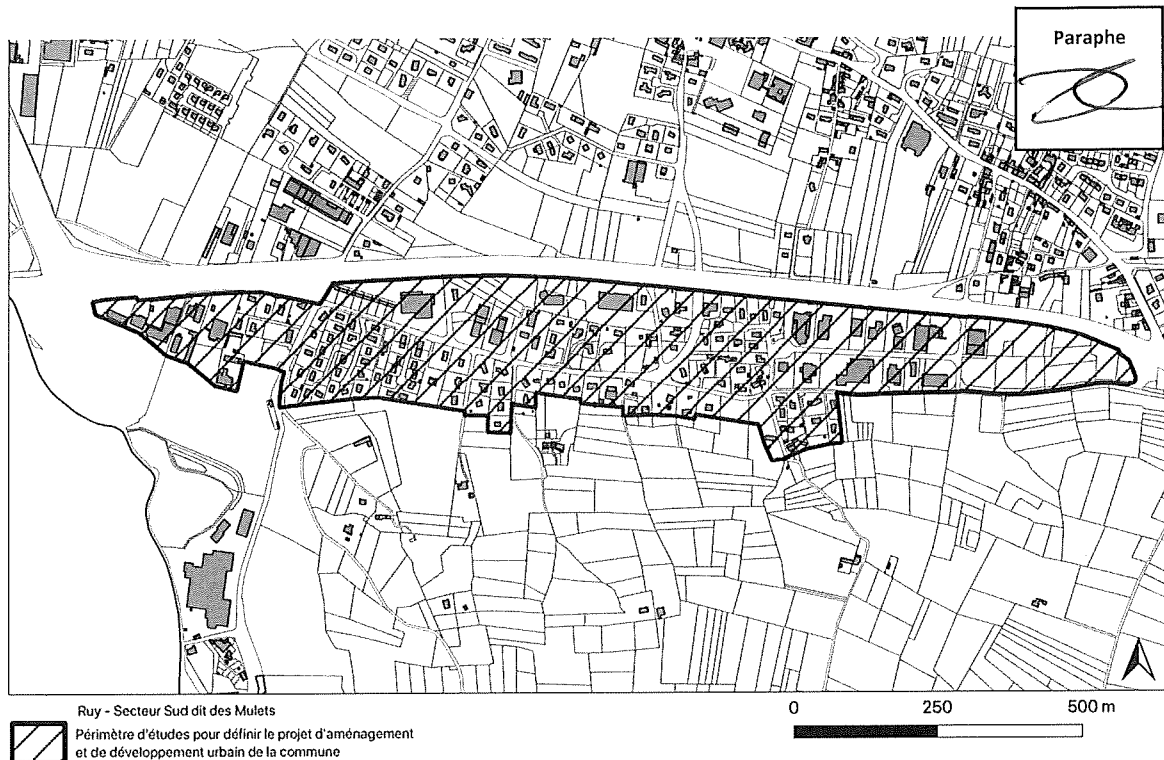 Paraphe
Ruy - Secteur Sud dit des Mulets
Périmètre d'études pour définir le projet d'aménagement
et de développement urbain de la commune
0 250 500 m